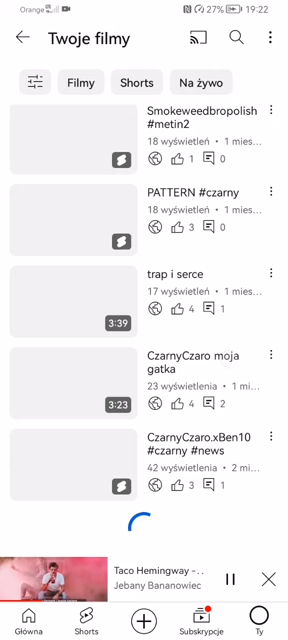 Orange 27% 19:22
Twoje filmy
Filmy Shorts Na żywo
Smokeweedbropolish
#metin2
18 wyświetleń • 1 mies...
1 0
PATTERN #czarny
18 wyświetleń • 1 mies...
3 0
trap i serce
17 wyświetleń • 1 mies...
3:39 4 1
CzarnyCzaro moja
gatka
23 wyświetlenia • 1 mi...
3:23 4 2
CzarnyCzaro.xBen10
#czarny #news
42 wyświetlenia • 2 mi...
3 1
Taco Hemingway - . .
Jebany Bananowiec
Główna Shorts Subskrypcje Ty